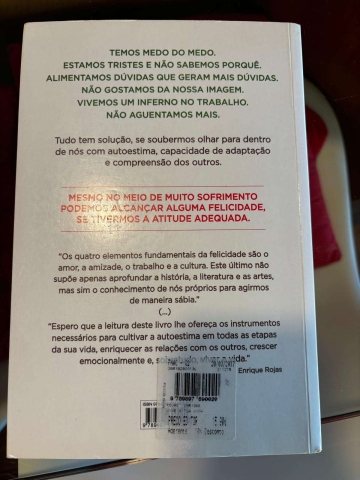 TEMOS MEDO DO MEDO.
ESTAMOS TRISTES E NÃO SABEMOS PORQUÊ.
ALIMENTAMOS DÚVIDAS QUE GERAM MAIS DÚVIDAS.
NÃO GOSTAMOS DA NOSSA IMAGEM.
VIVEMOS UM INFERNO NO TRABALHO.
NÃO AGUENTAMOS MAIS.
Tudo tem solução, se soubermos olhar para dentro
de nós com autoestima, capacidade de adaptação
e compreensão dos outros.
MESMO NO MEIO DE MUITO SOFRIMENTO
PODEMOS ALCANÇAR ALGUMA FELICIDADE,
SE TIVERMOS A ATITUDE ADEQUADA.
“Os quatro elementos fundamentais da felicidade são o
amor, a amizade, o trabalho e a cultura. Este último não
supõe apenas aprofundar a história, a literatura e as artes,
mas sim o conhecimento de nós próprios para agirmos
de maneira sábia.”
(...)
“Espero que a leitura deste livro lhe ofereça os instrumentos
necessários para cultivar a autoestima em todas as etapas
da sua vida, enriquecer as relações com os outros, crescer
emocionalmente e, vida.”
Enrique Rojas
ISBN